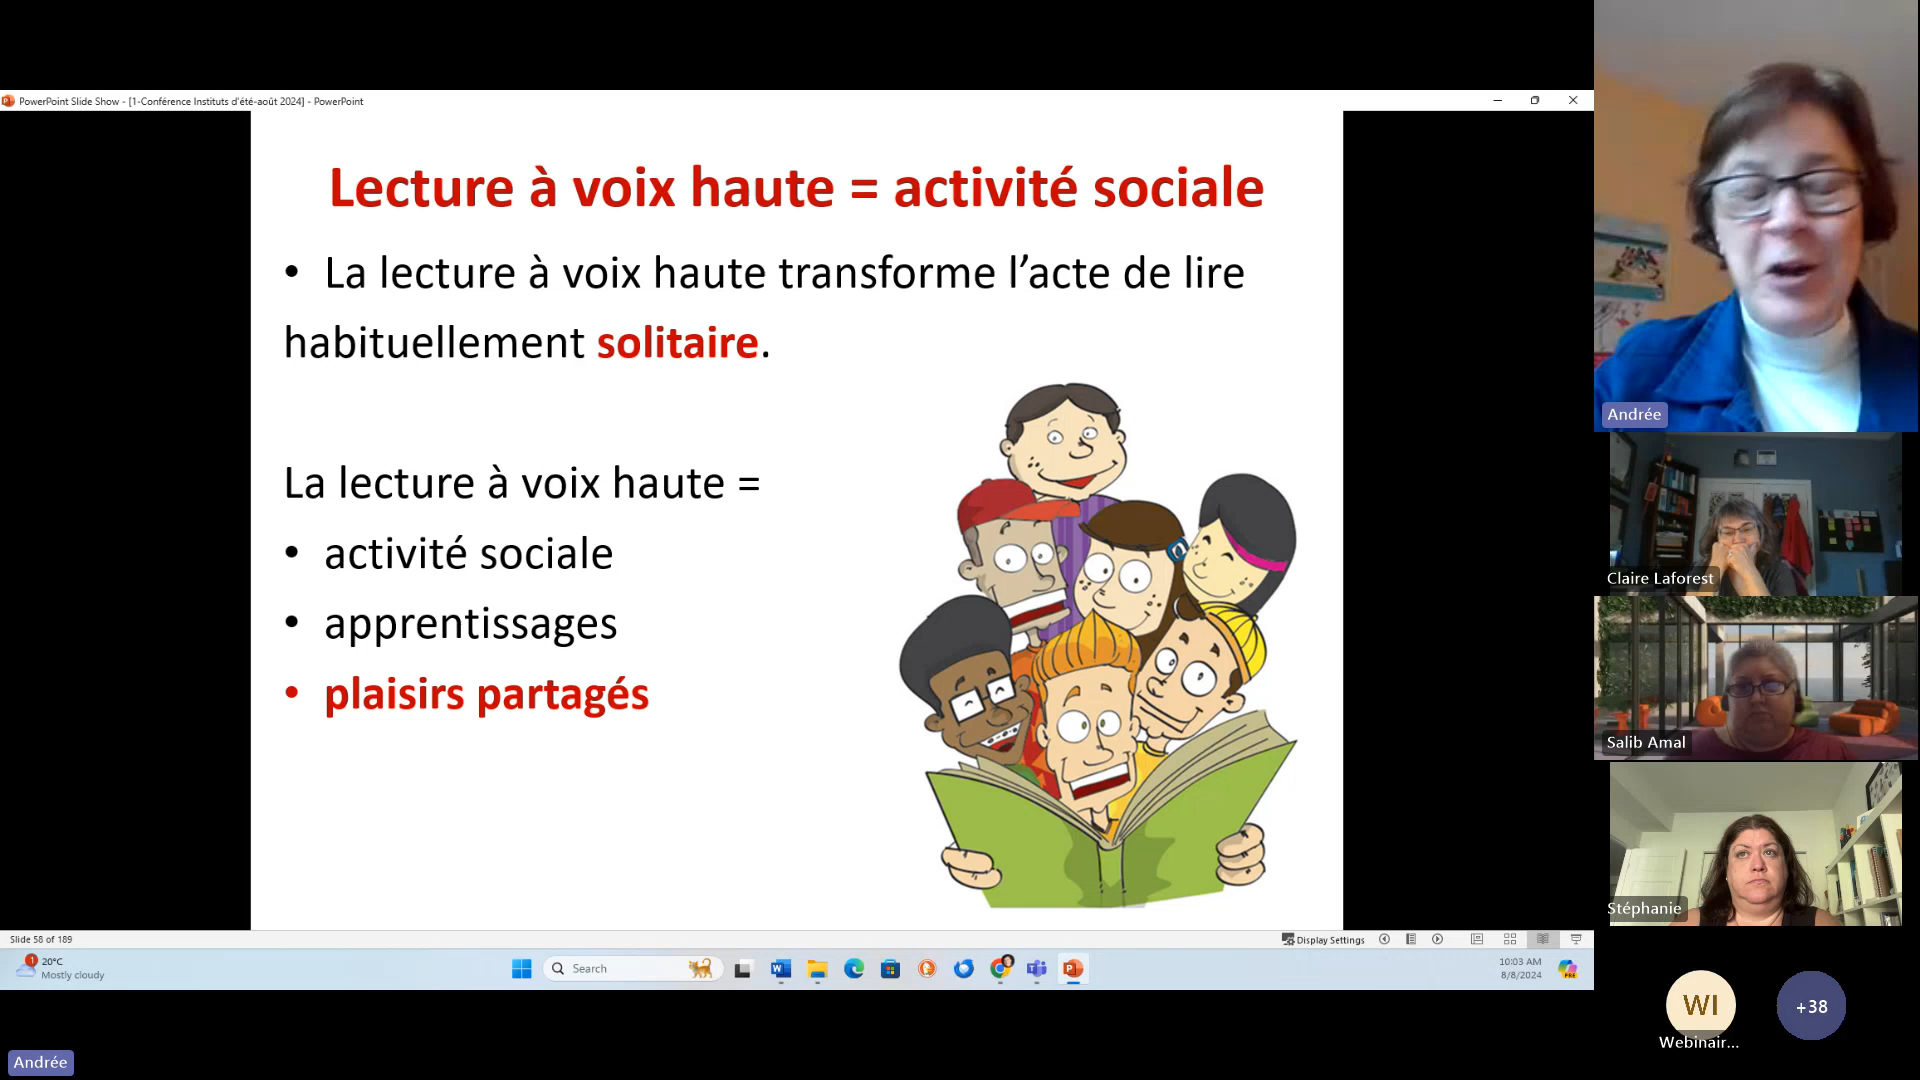 PowerPoint Slide Show - [1-Conférence Instituts d'été-août 2024] - PowerPoint
Lecture à voix haute = activité sociale
• La lecture à voix haute transforme l’acte de lire
habituellement solitaire.
La lecture à voix haute =
• activité sociale
• apprentissages
• plaisirs partagés
Slide 58 of 189
Display Settings
1
20°C
Mostly cloudy
Search
10:03 AM
8/8/2024
Andrée
Claire Laforest
Salib Amal
Stéphanie
WI
Webinair...
+38
Andrée